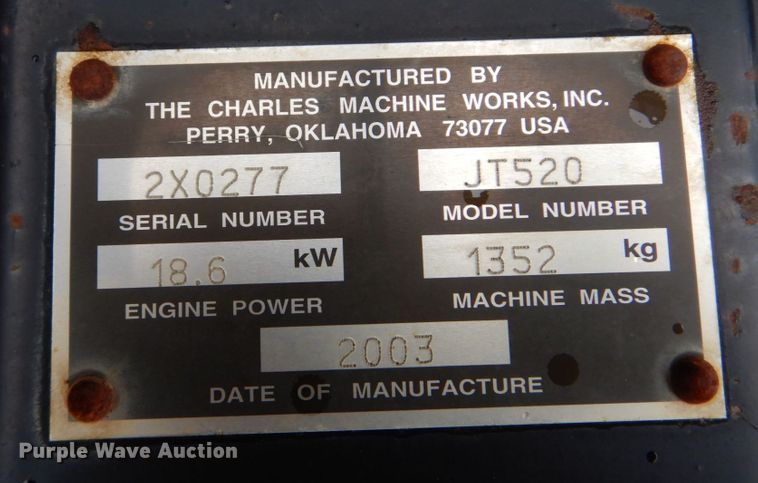 MANUFACTURED BY
THE CHARLES MACHINE WORKS, INC.
PERRY, OKLAHOMA 73077 USA
2X0277 JT520
SERIAL NUMBER MODEL NUMBER
18.6 kW 1352 kg
ENGINE POWER MACHINE MASS
2003
DATE OF MANUFACTURE
Purple Wave Auction